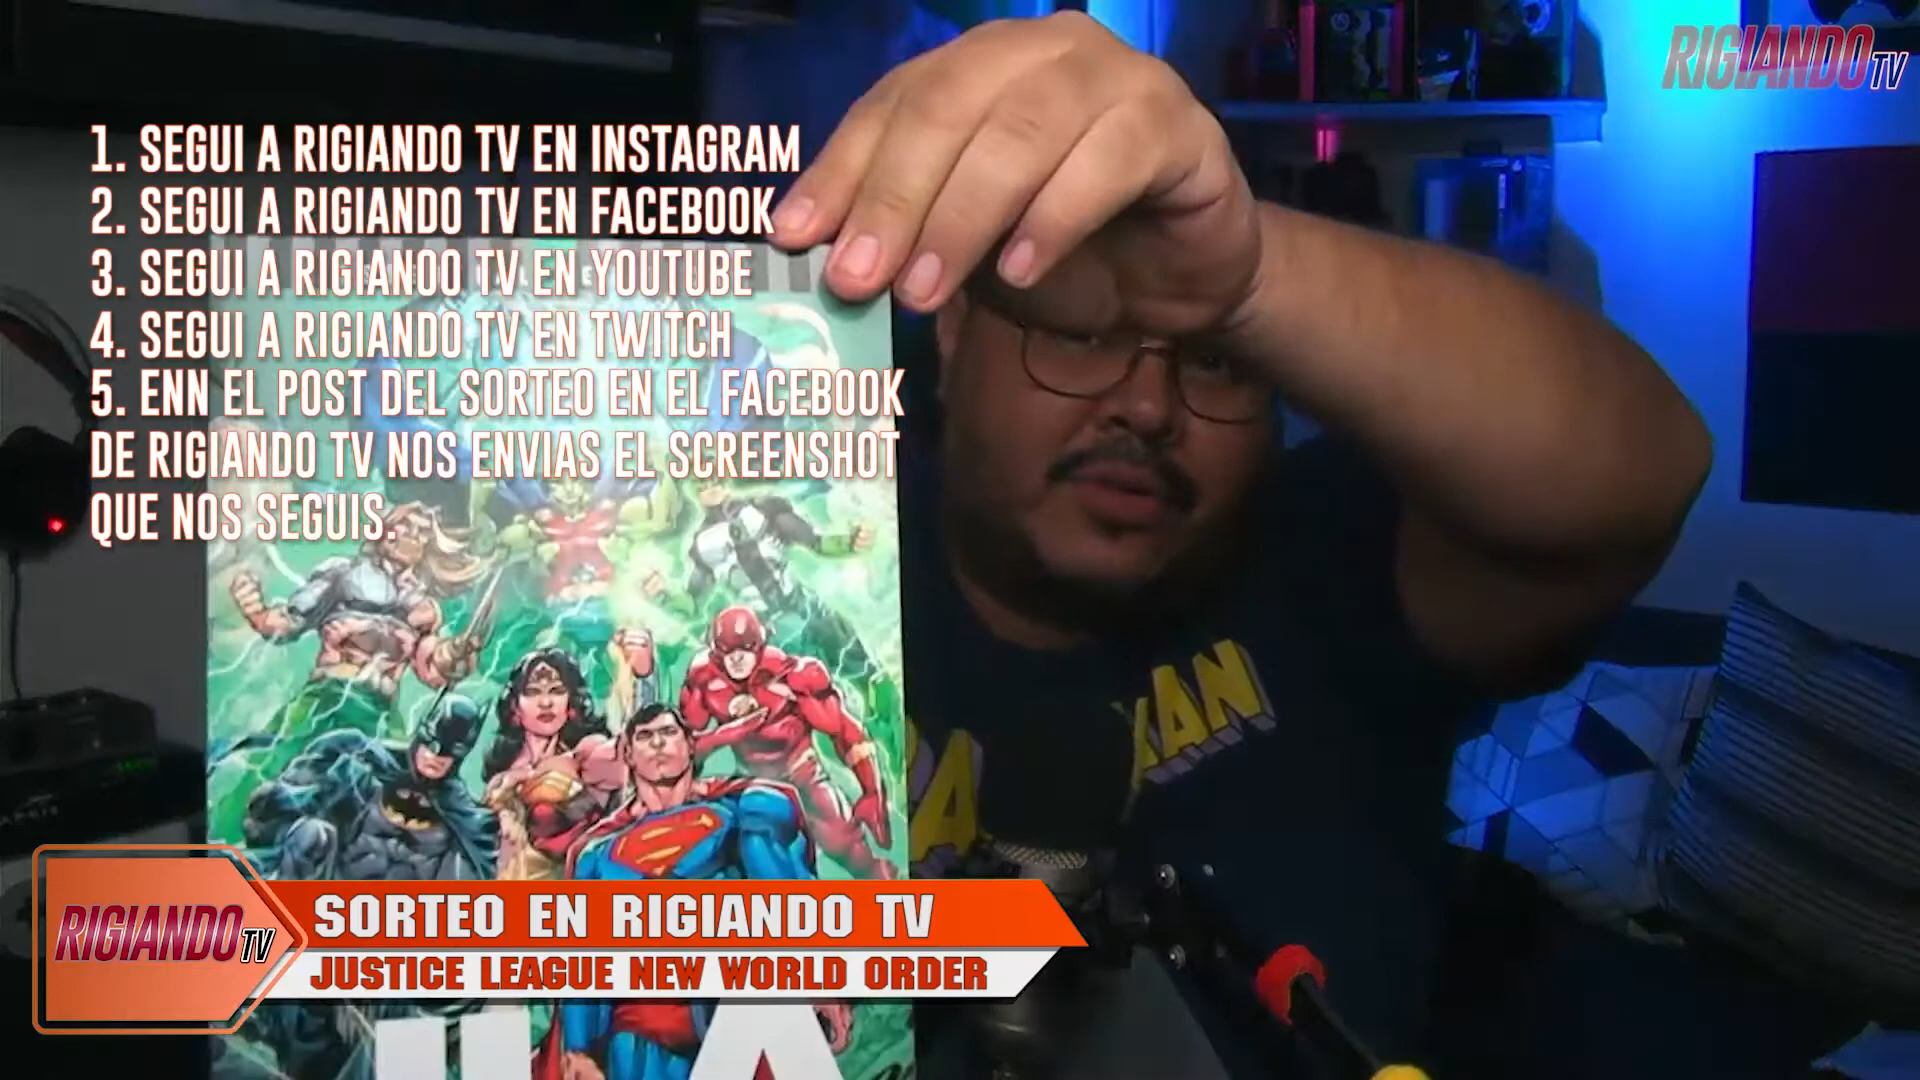 RIGIANDO TV
1. SEGUI A RIGIANDO TV EN INSTAGRAM
2. SEGUI A RIGIANDO TV EN FACEBOOK
3. SEGUI A RIGIANOO TV EN YOUTUBE
4. SEGUI A RIGIANDO TV EN TWITCH
5. ENN EL POST DEL SORTEO EN EL FACEBOOK
DE RIGIANDO TV NOS ENVIAS EL SCREENSHOT
QUE NOS SEGUIS.
RIGIANDO TV
SORTEO EN RIGIANDO TV
JUSTICE LEAGUE NEW WORLD ORDER